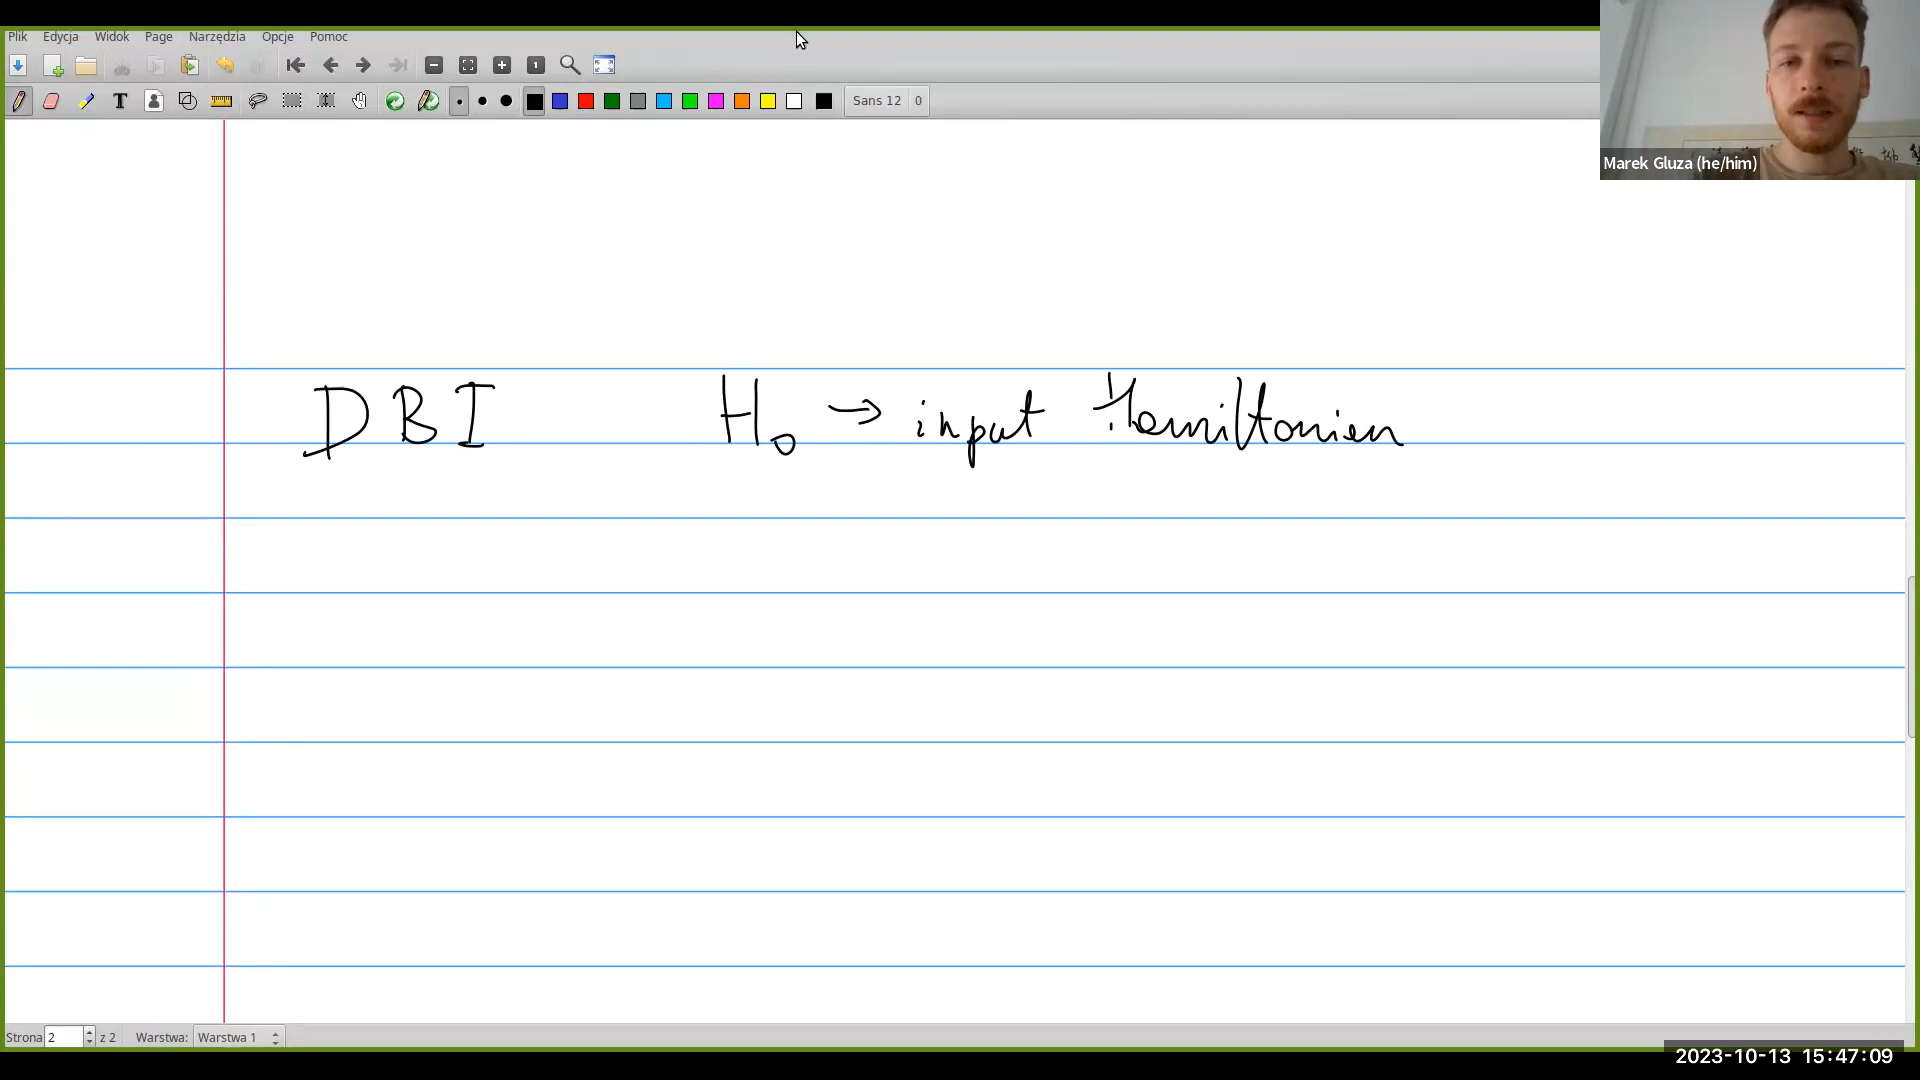 Plik Edycja Widok Page Narzędzia Opcje Pomoc
Sans 12 0
Marek Gluza (he/him)
DBI H₀ → input Hamiltonian
Strona 2 z 2 Warstwa: Warstwa 1
2023-10-13 15:47:09